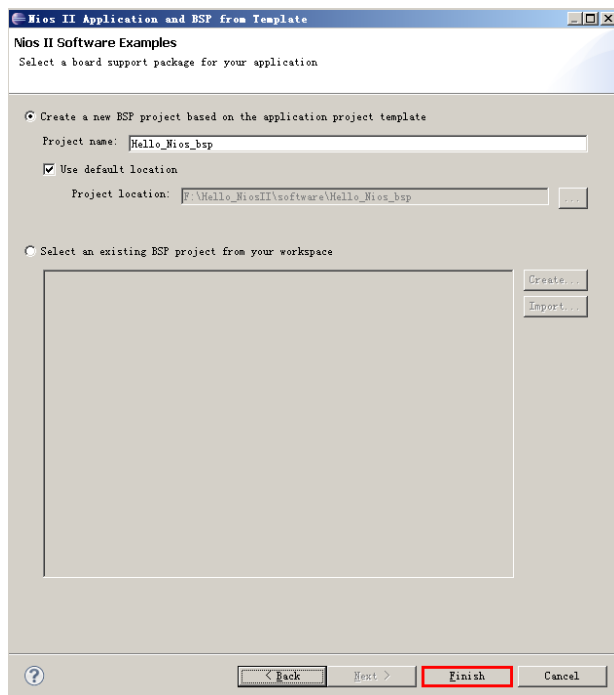 Nios II Application and BSP from Template
Nios II Software Examples
Select a board support package for your application
Create a new BSP project based on the application project template
Project name: Hello_Nios_bsp
Use default location
Project location: F:\Hello_NiosII\software\Hello_Nios_bsp ...
Select an existing BSP project from your workspace
Create...
Import...
? < Back Next > Finish Cancel